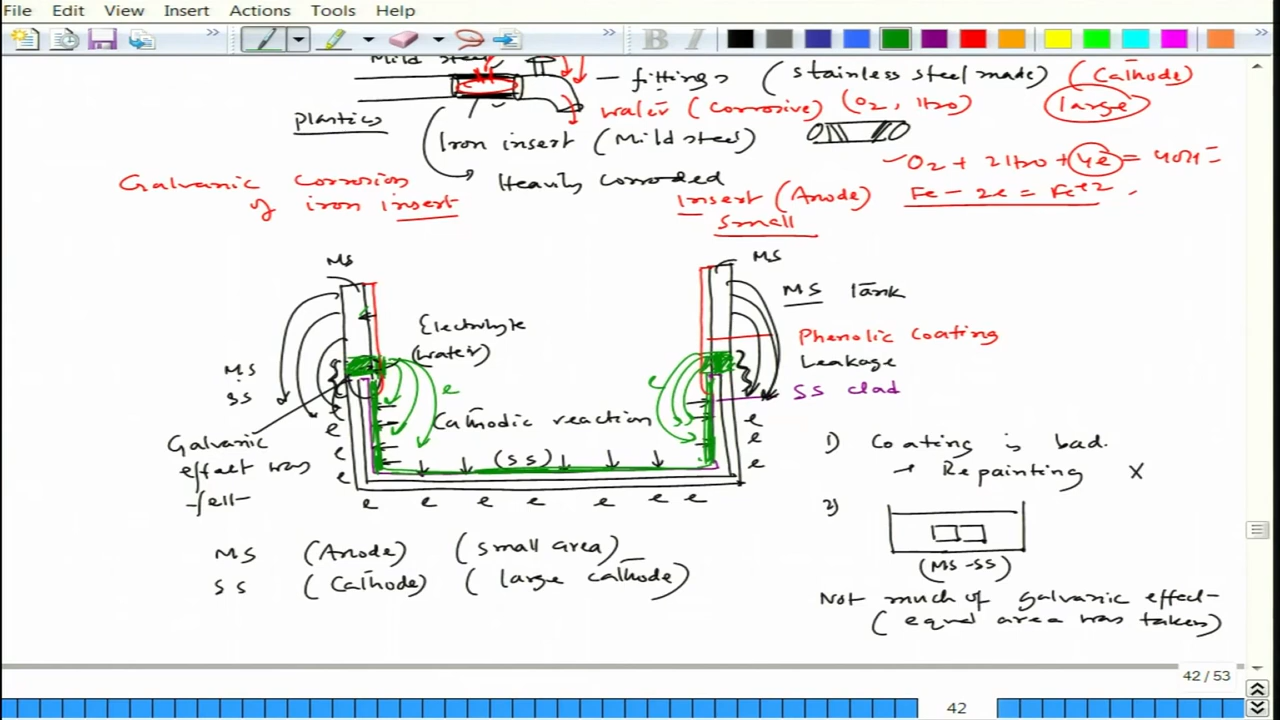 File Edit View Insert Actions Tools Help
B I
Mild steel
fittings (stainless steel made) (Cathode)
water (corrosive) (O2, H2O) large
plastics
Iron insert (Mild steel)
O2 + 2H2O + 4e = 4OH-
Galvanic corrosion
of iron insert
Heavily corroded
Insert (Anode)
small
Fe - 2e = Fe+2
MS
MS
MS Tank
Electrolyte
(water)
Phenolic coating
Leakage
SS clad
MS
SS
e
e
Cathodic reaction
(SS)
Galvanic
effect was
felt
e
e
e
e
e
e
e e e e e e e
1) Coating is bad.
→ Repainting X
2)
(MS-SS)
MS (Anode) (small area)
SS (Cathode) (large cathode)
Not much of galvanic effect-
(equal area was taken)
42 / 53
42